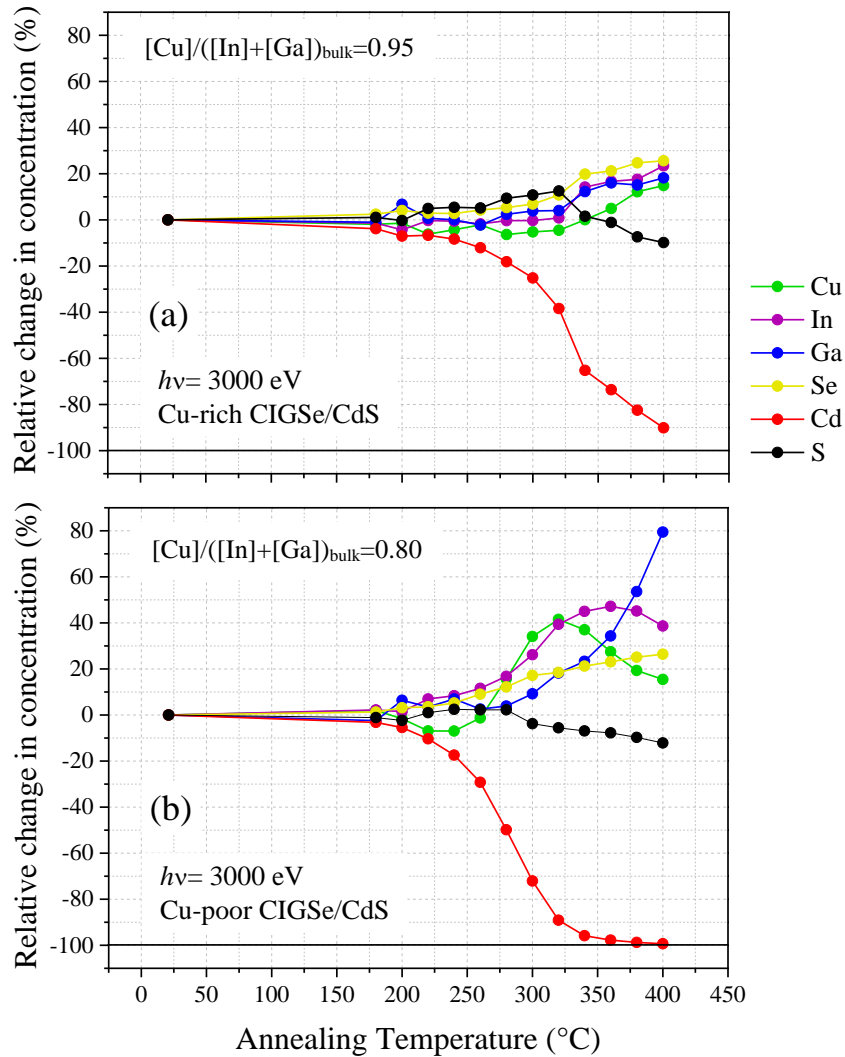 Relative change in concentration (%)
80
60
40
20
0
-20
-40
-60
-80
-100
[Cu]/([In]+[Ga])bulk=0.95
(a)
hν= 3000 eV
Cu-rich CIGSe/CdS
Cu
In
Ga
Se
Cd
S
Relative change in concentration (%)
80
60
40
20
0
-20
-40
-60
-80
-100
[Cu]/([In]+[Ga])bulk=0.80
(b)
hν= 3000 eV
Cu-poor CIGSe/CdS
0 50 100 150 200 250 300 350 400 450
Annealing Temperature (°C)